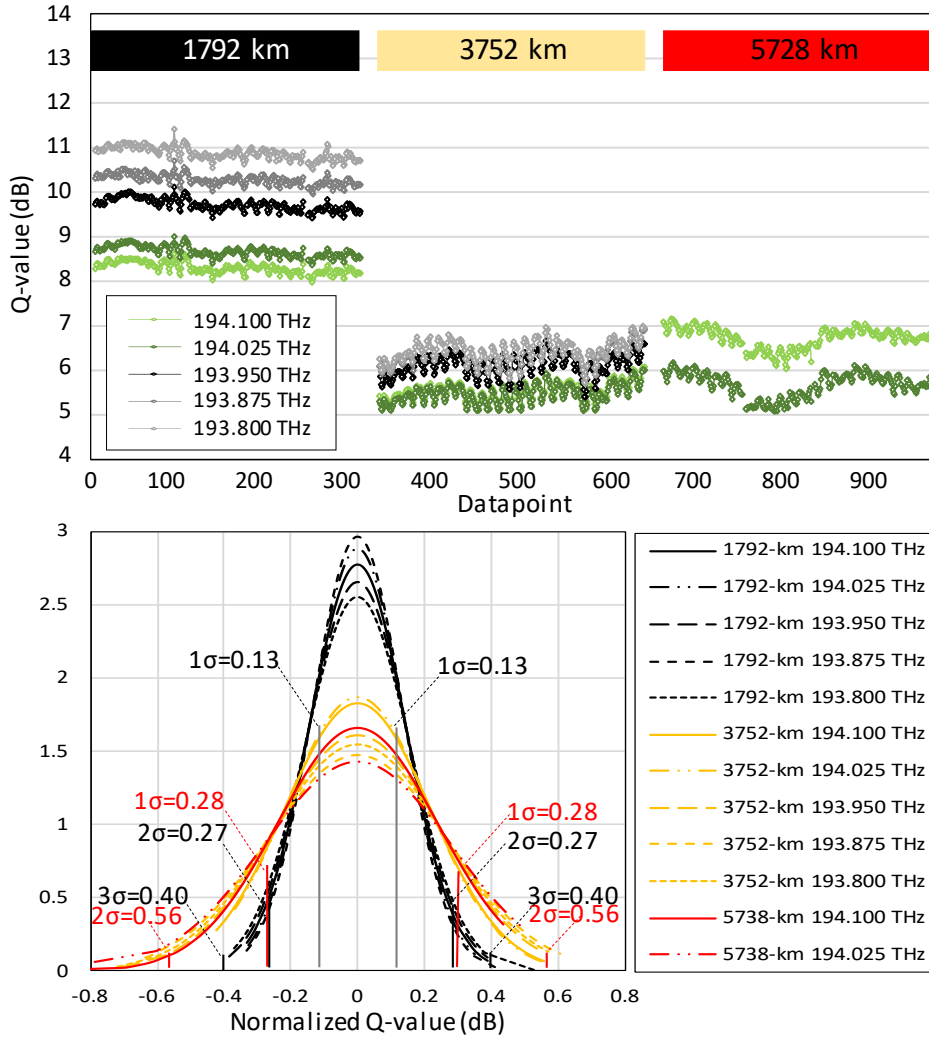 14
13
12
11
10
9
8
7
6
5
4
Q-value (dB)
1792 km
3752 km
5728 km
194.100 THz
194.025 THz
193.950 THz
193.875 THz
193.800 THz
0
100
200
300
400
500
600
700
800
900
Datapoint
3
2.5
2
1.5
1
0.5
0
1σ=0.13
1σ=0.13
1σ=0.28
2σ=0.27
3σ=0.40
2σ=0.56
1σ=0.28
2σ=0.27
3σ=0.40
2σ=0.56
-0.8
-0.6
-0.4
-0.2
0
0.2
0.4
0.6
0.8
Normalized Q-value (dB)
1792-km 194.100 THz
1792-km 194.025 THz
1792-km 193.950 THz
1792-km 193.875 THz
1792-km 193.800 THz
3752-km 194.100 THz
3752-km 194.025 THz
3752-km 193.950 THz
3752-km 193.875 THz
3752-km 193.800 THz
5738-km 194.100 THz
5738-km 194.025 THz